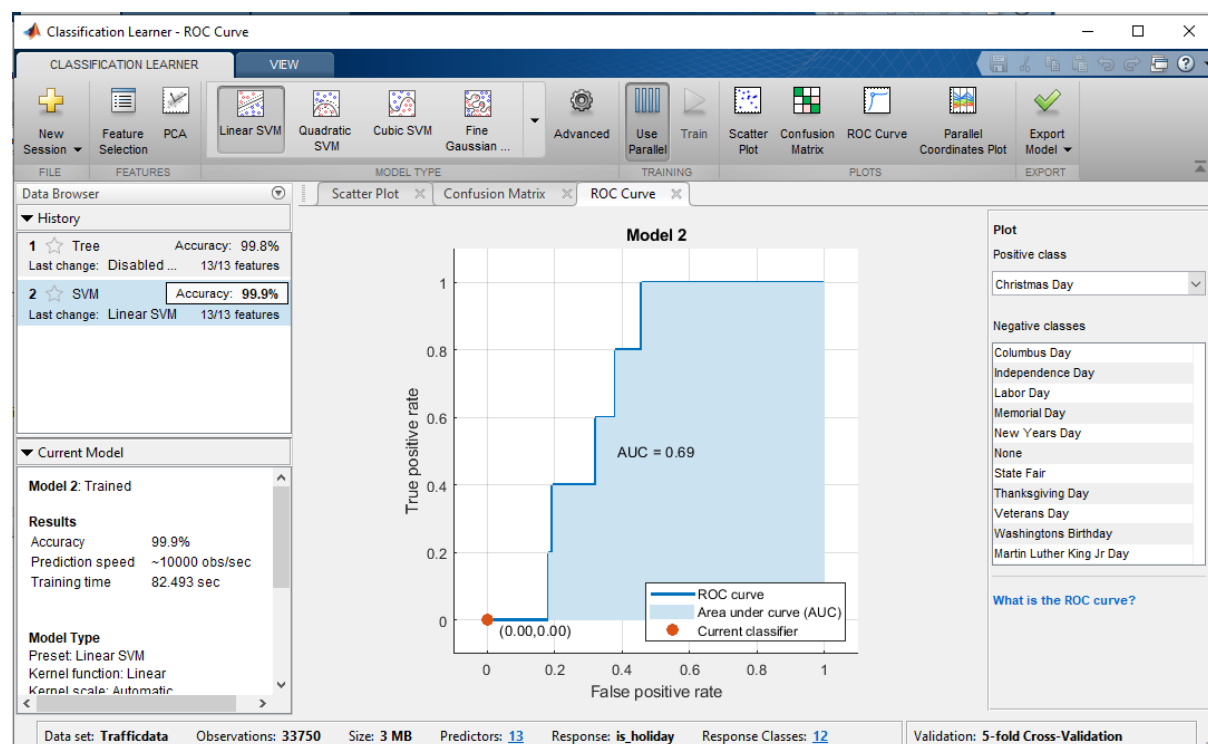 Classification Learner - ROC Curve
CLASSIFICATION LEARNER VIEW
New Session
Feature Selection
PCA
Linear SVM
Quadratic SVM
Cubic SVM
Fine Gaussian ...
Advanced
Use Parallel
Train
Scatter Plot
Confusion Matrix
ROC Curve
Parallel Coordinates Plot
Export Model
FILE FEATURES MODEL TYPE TRAINING PLOTS EXPORT
Data Browser
Scatter Plot Confusion Matrix ROC Curve
History
1 Tree Accuracy: 99.8%
Last change: Disabled ... 13/13 features
2 SVM Accuracy: 99.9%
Last change: Linear SVM 13/13 features
Current Model
Model 2: Trained
Results
Accuracy 99.9%
Prediction speed ~10000 obs/sec
Training time 82.493 sec
Model Type
Preset: Linear SVM
Kernel function: Linear
Kernel scale: Automatic
Model 2
True positive rate
1
0.8
0.6
0.4
0.2
0
AUC = 0.69
(0.00,0.00)
ROC curve
Area under curve (AUC)
Current classifier
0 0.2 0.4 0.6 0.8 1
False positive rate
Plot
Positive class
Christmas Day
Negative classes
Columbus Day
Independence Day
Labor Day
Memorial Day
New Years Day
None
State Fair
Thanksgiving Day
Veterans Day
Washingtons Birthday
Martin Luther King Jr Day
What is the ROC curve?
Data set: Trafficdata Observations: 33750 Size: 3 MB Predictors: 13 Response: is_holiday Response Classes: 12 Validation: 5-fold Cross-Validation